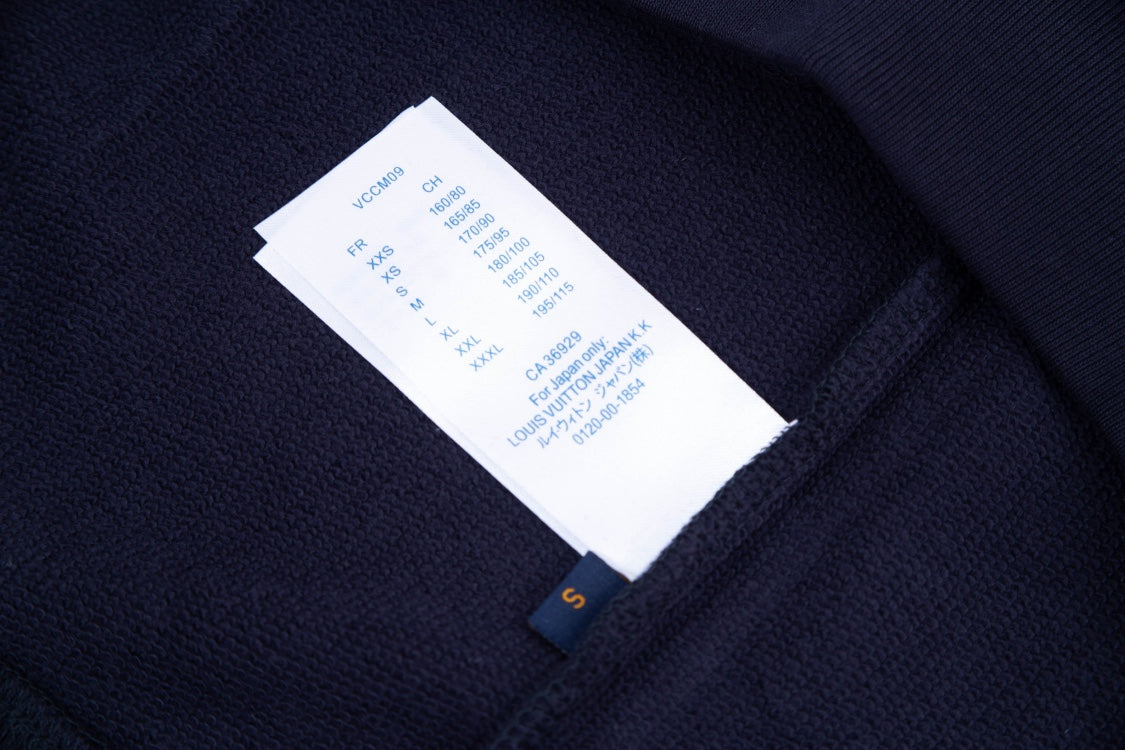 VCCM09
FR CH
XXS 160/80
XS 165/85
S 170/90
M 175/95
L 180/100
XL 185/105
XXL 190/110
XXXL 195/115
CA 36929
For Japan only:
LOUIS VUITTON JAPAN K.K
ルイ・ヴィトン ジャパン(株)
0120-00-1854
S